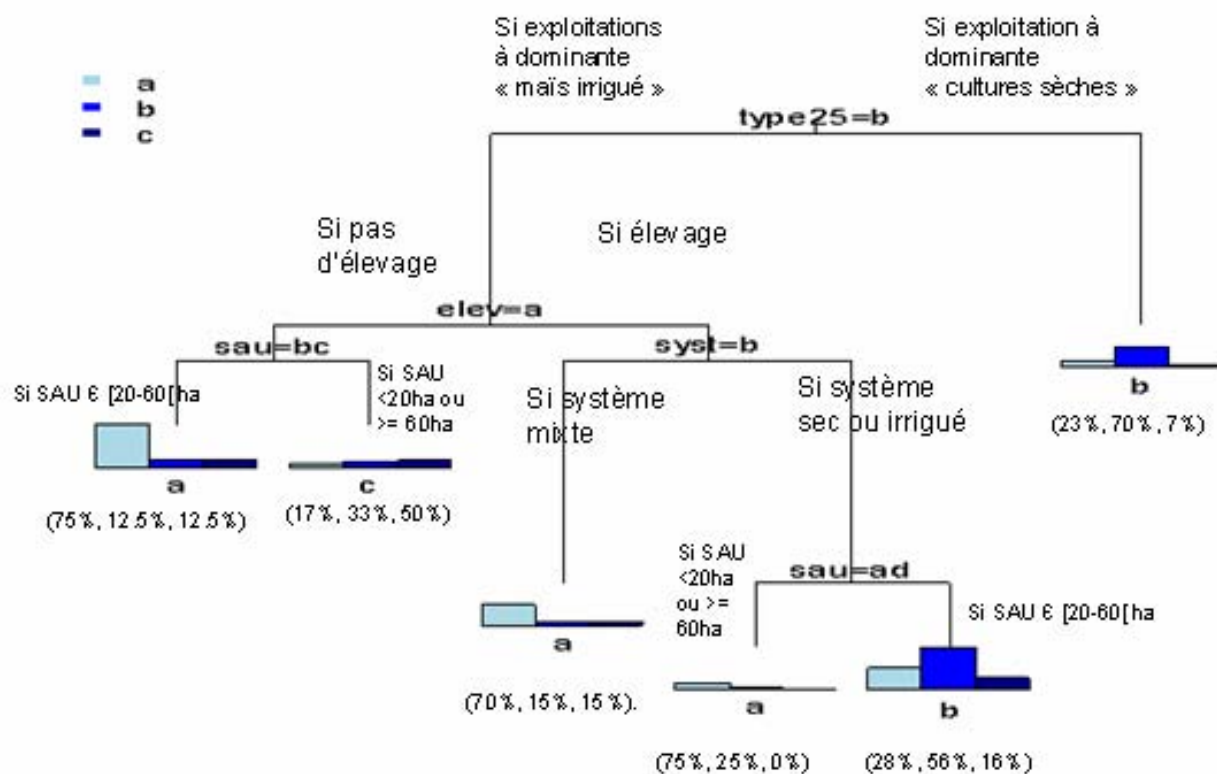 Si exploitations
à dominante
« maïs irrigué »
Si exploitation à
dominante
« cultures sèches »
a
b
c
type25=b
Si pas
d'élevage
Si élevage
elev=a
sau=bc
syst=b
Si SAU € [20-60[ha
Si SAU
<20ha ou
>= 60ha
Si système
mixte
Si système
sec ou irrigué
b
(23%, 70%, 7%)
a
(75%, 12.5%, 12.5%)
c
(17%, 33%, 50%)
Si SAU
<20ha
ou >=
60ha
sau=ad
Si SAU € [20-60[ha
a
(70%, 15%, 15%).
a
(75%, 25%, 0%)
b
(28%, 56%, 16%)